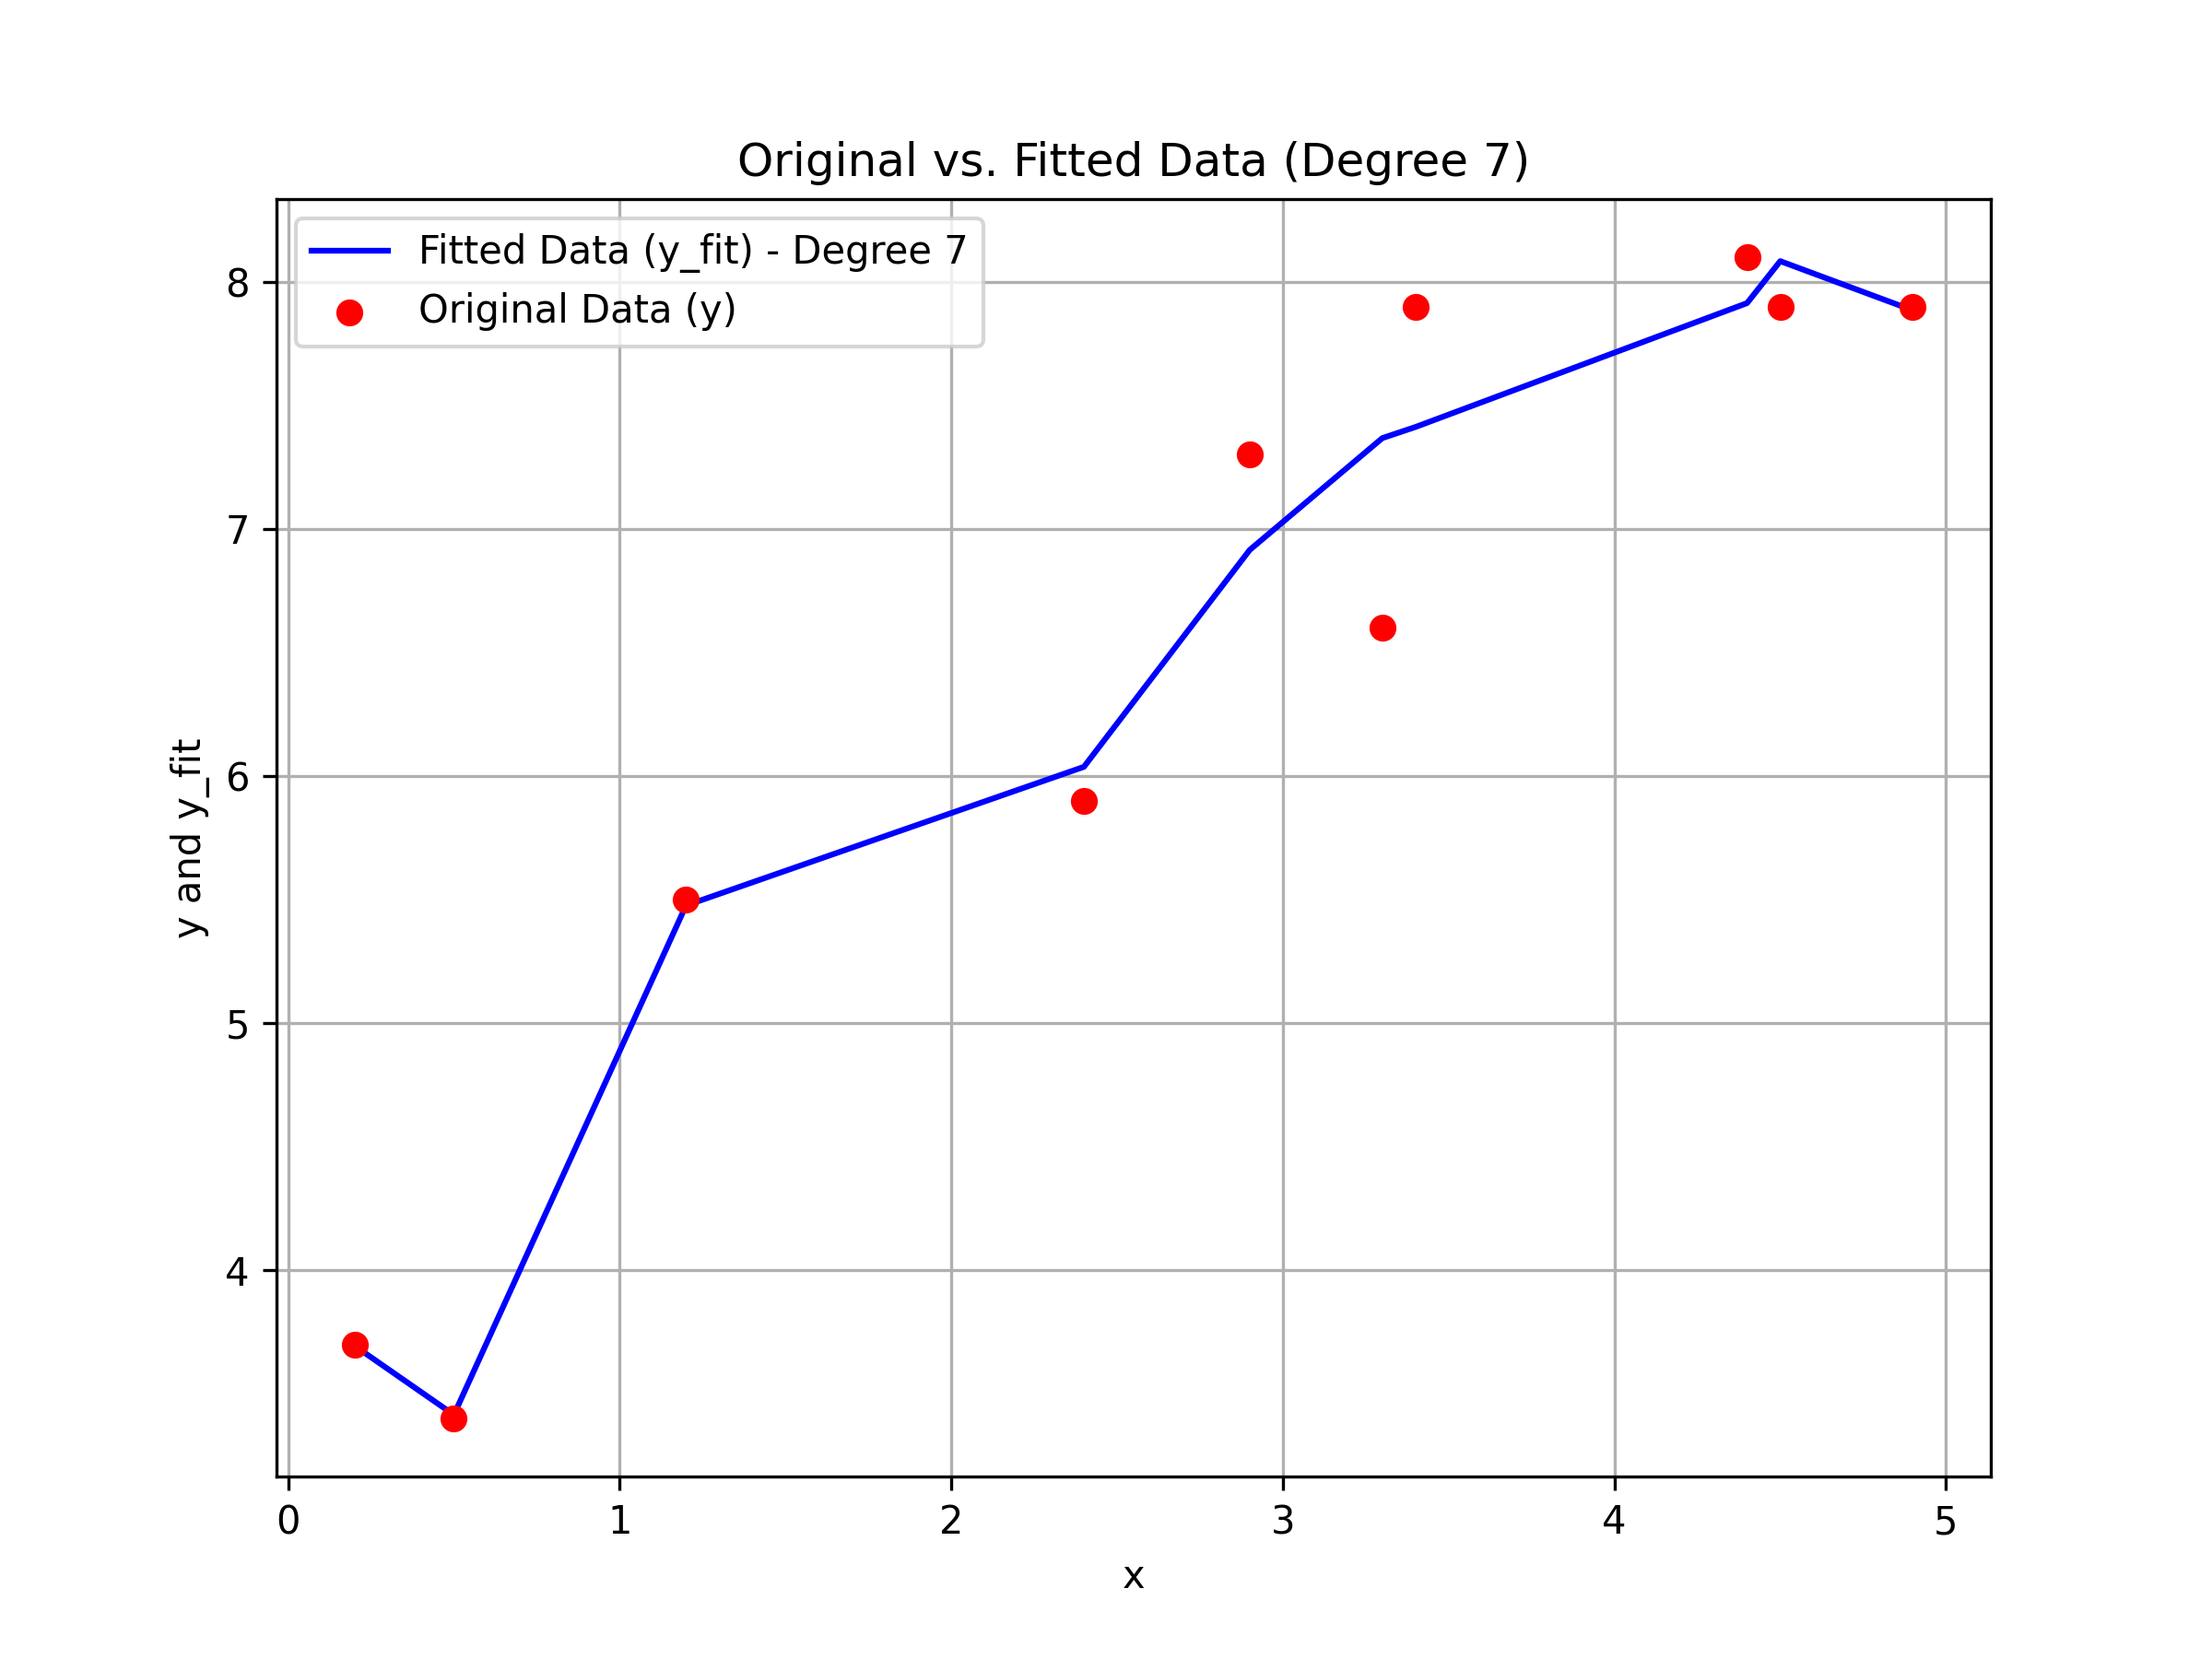 Original vs. Fitted Data (Degree 7)
Fitted Data (y_fit) - Degree 7
Original Data (y)
8
7
6
5
4
y and y_fit
0 1 2 3 4 5
x